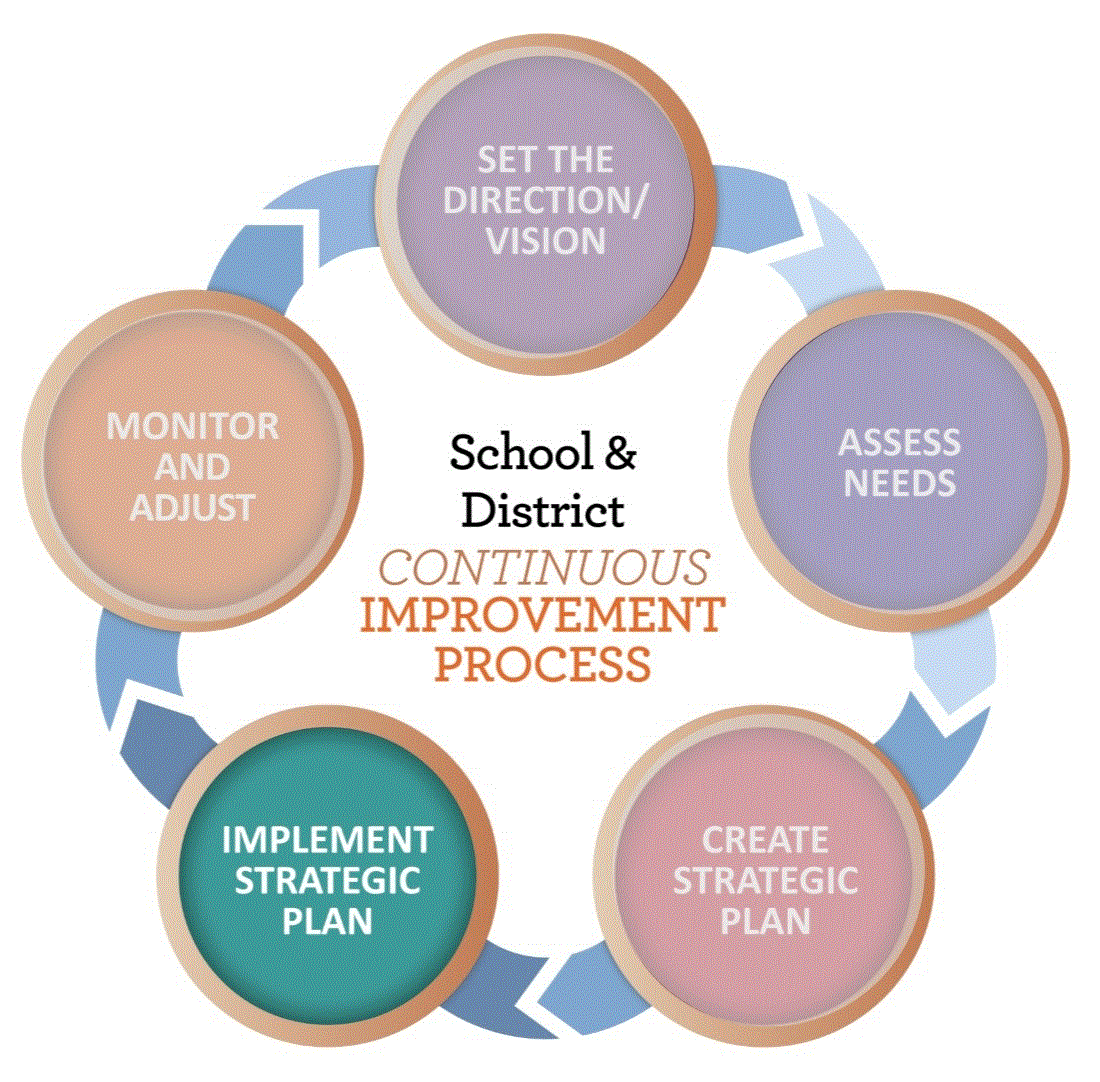 SET THE
DIRECTION/
VISION
ASSESS
NEEDS
CREATE
STRATEGIC
PLAN
IMPLEMENT
STRATEGIC
PLAN
MONITOR
AND
ADJUST
School &
District
CONTINUOUS
IMPROVEMENT
PROCESS